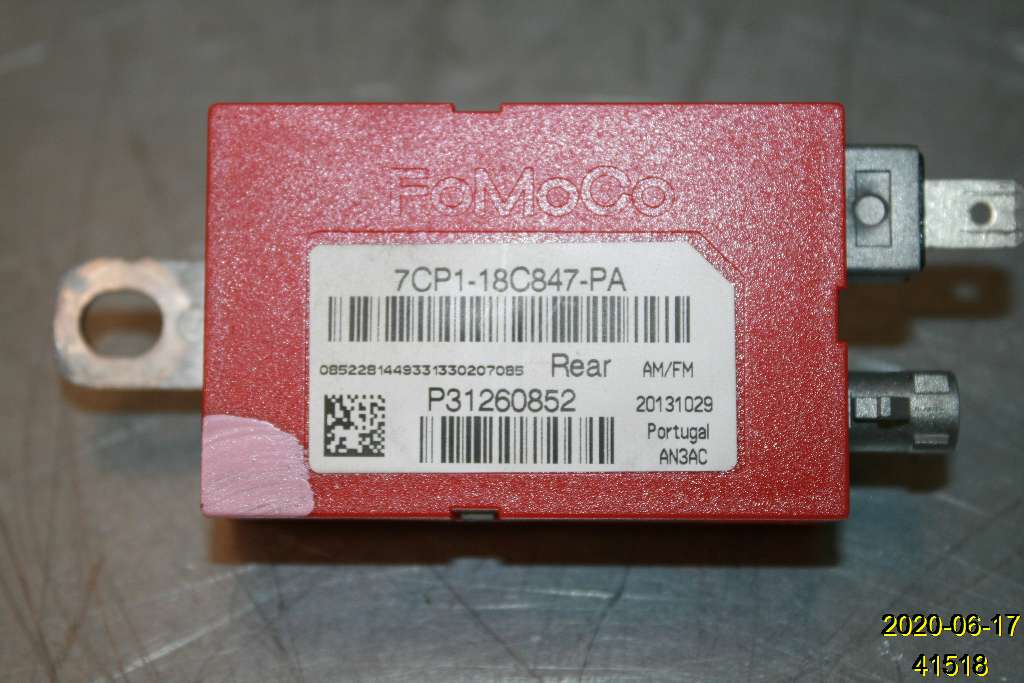 FoMoCo
7CP1-18C847-PA
0852281449331330207085 Rear AM/FM
P31260852 20131029
Portugal
AN3AC
2020-06-17
41518